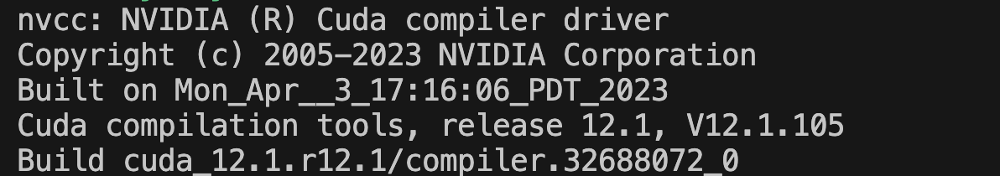 nvcc: NVIDIA (R) Cuda compiler driver
Copyright (c) 2005-2023 NVIDIA Corporation
Built on Mon_Apr__3_17:16:06_PDT_2023
Cuda compilation tools, release 12.1, V12.1.105
Build cuda_12.1.r12.1/compiler.32688072_0